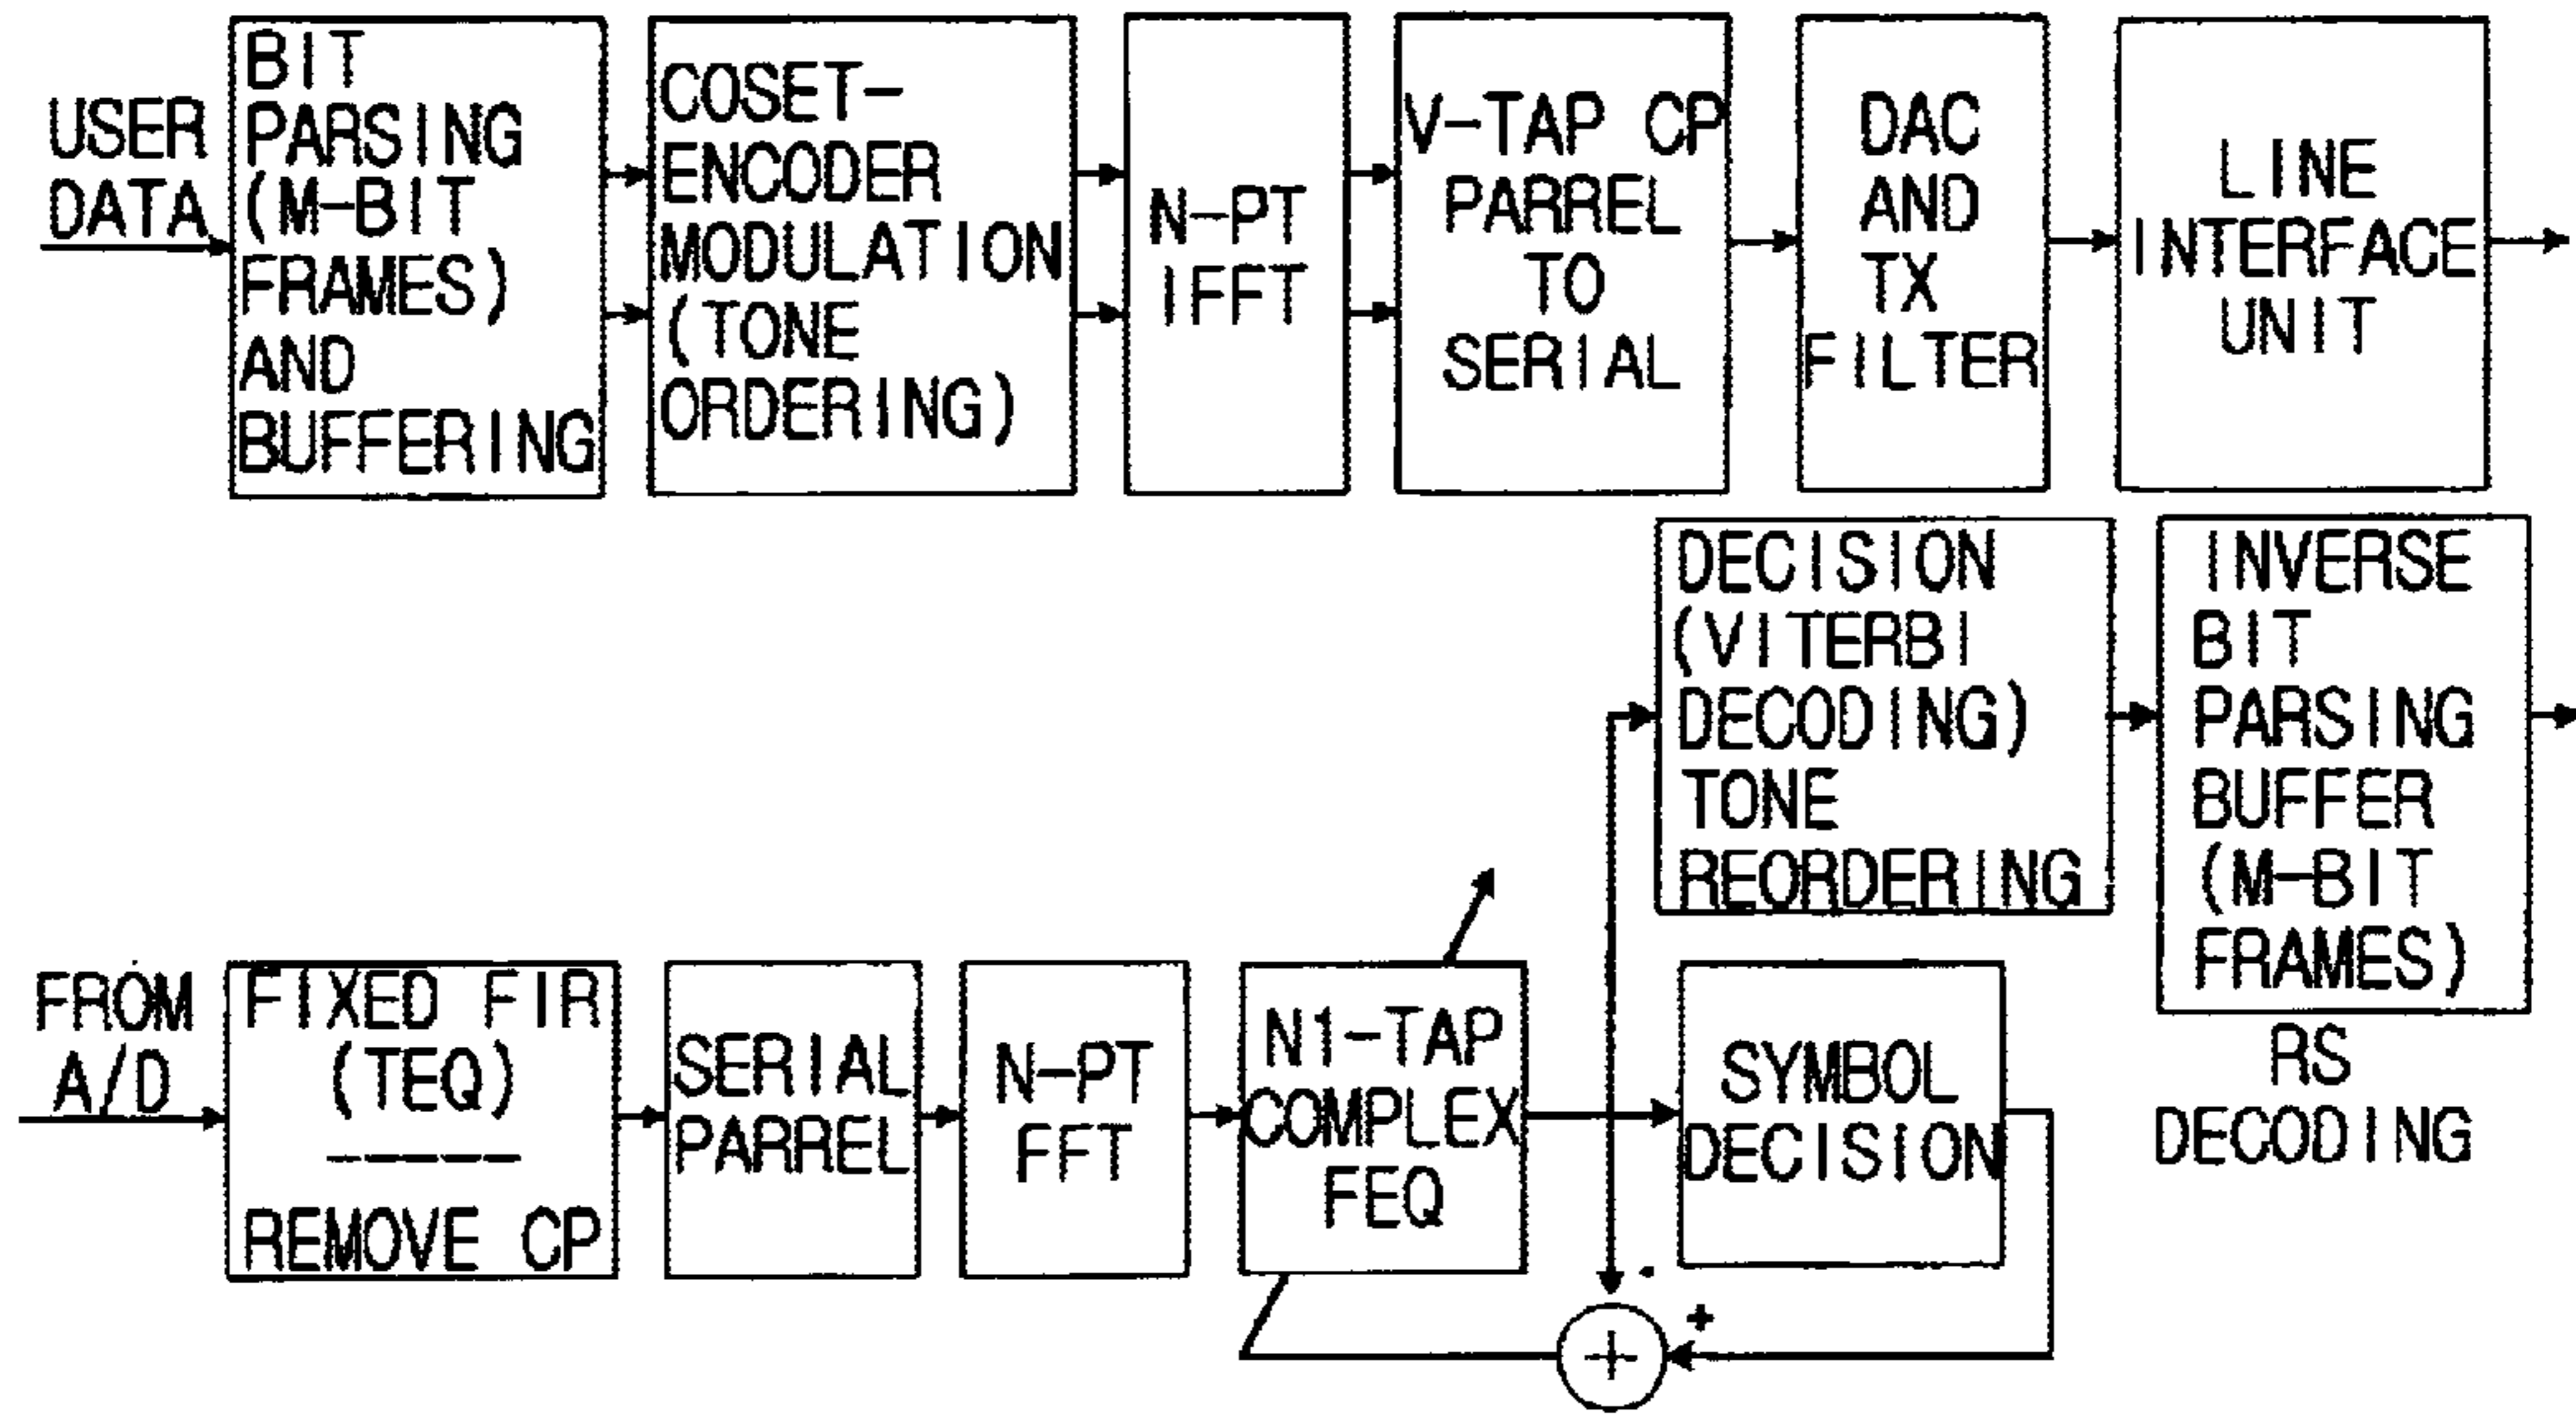 USER
DATA
BIT
PARSING
(M-BIT
FRAMES)
AND
BUFFERING
COSET-
ENCODER
MODULATION
(TONE
ORDERING)
N-PT
IFFT
V-TAP CP
PARREL
TO
SERIAL
DAC
AND
TX
FILTER
LINE
INTERFACE
UNIT
DECISION
(VITERBI
DECODING)
TONE
REORDERING
INVERSE
BIT
PARSING
BUFFER
(M-BIT
FRAMES)
RS
DECODING
FROM
A/D
FIXED FIR
(TEQ)
-----
REMOVE CP
SERIAL
PARREL
N-PT
FFT
N1-TAP
COMPLEX
FEQ
SYMBOL
DECISION
-
+
+